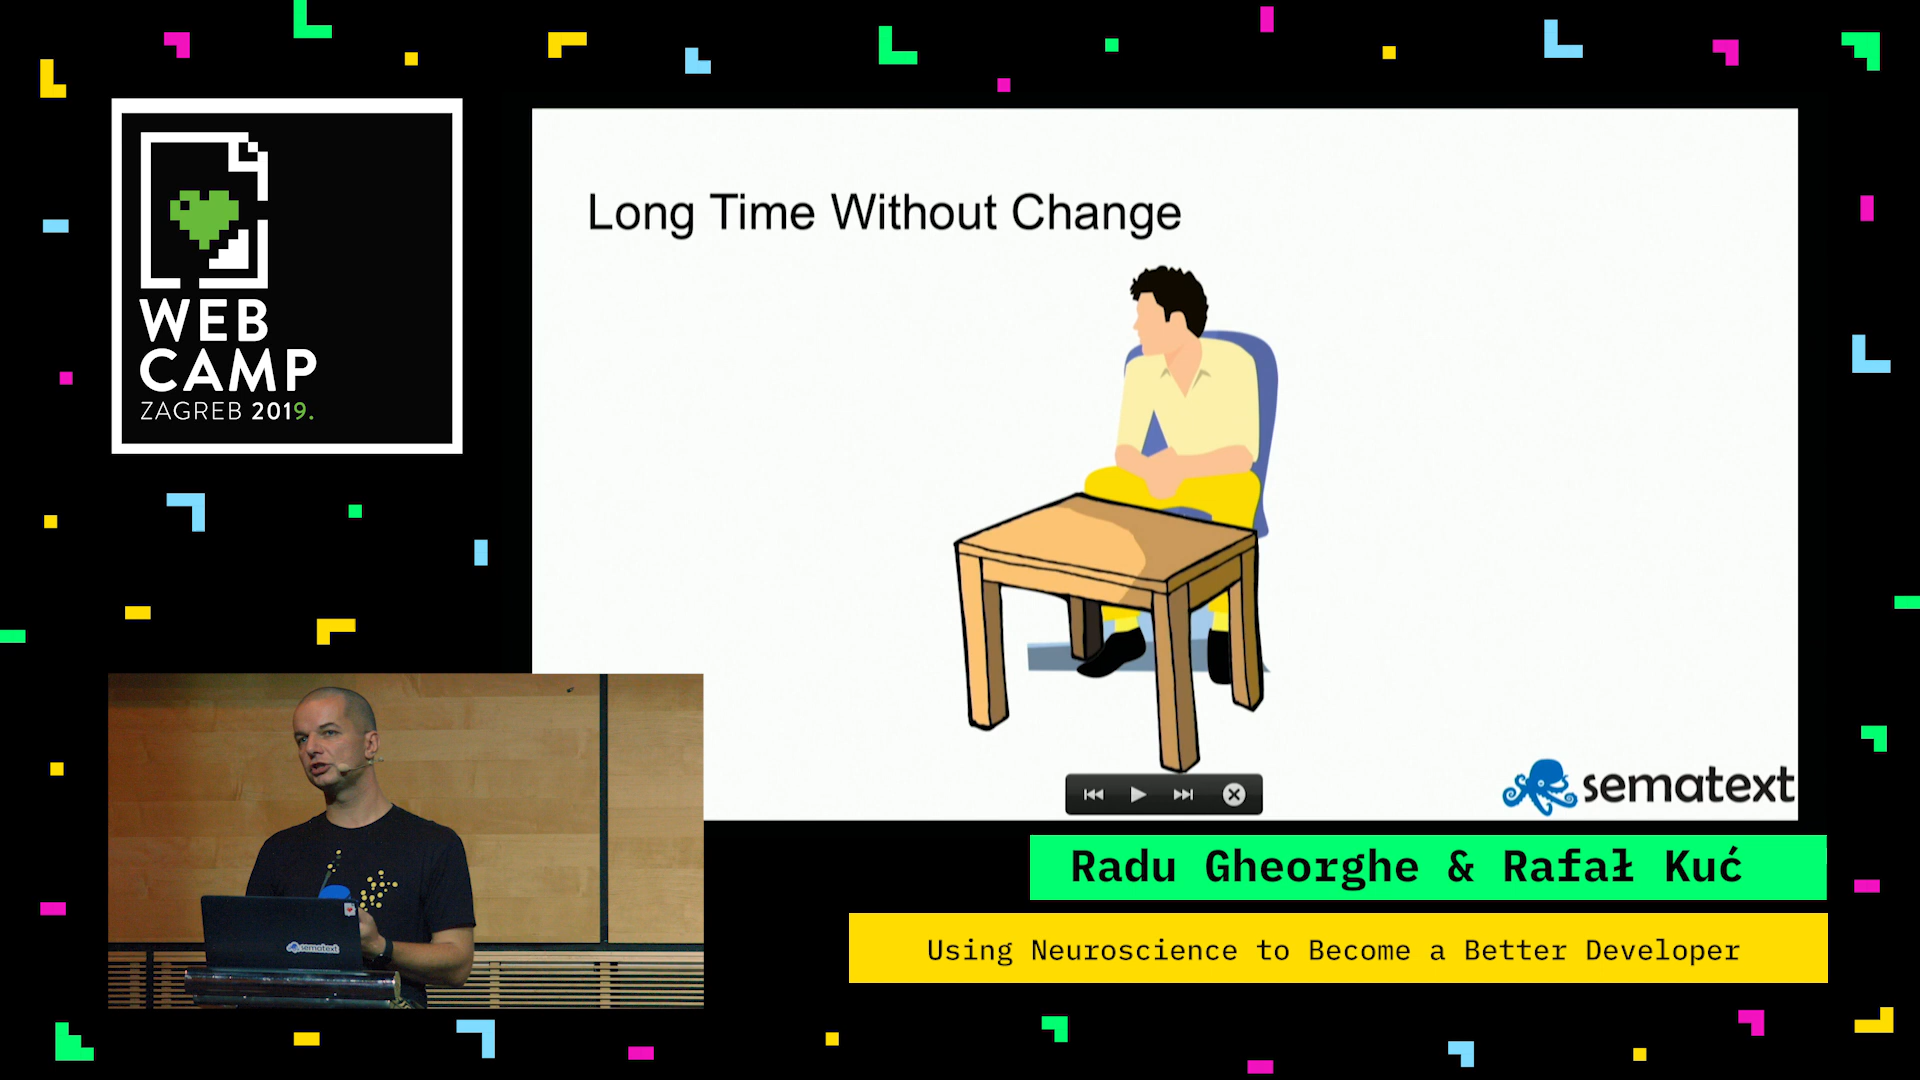 WEB
CAMP
ZAGREB 2019.
Long Time Without Change
sematext
sematext
Radu Gheorghe & Rafał Kuć
Using Neuroscience to Become a Better Developer